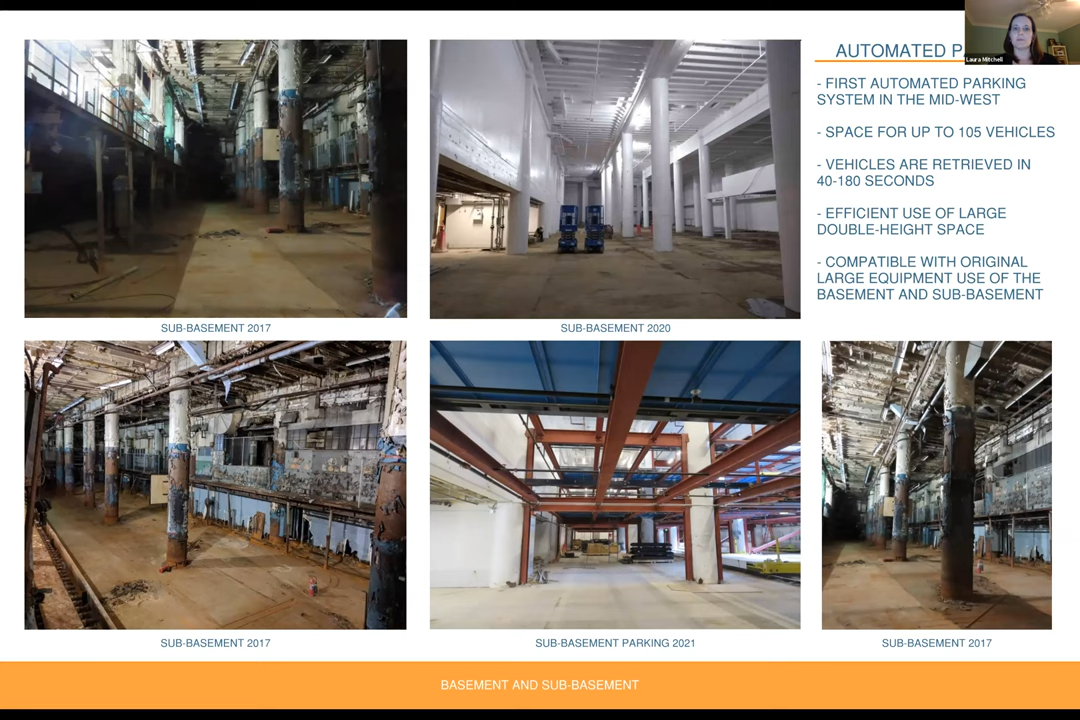 AUTOMATED P
Laura Mitchell
- FIRST AUTOMATED PARKING
SYSTEM IN THE MID-WEST
- SPACE FOR UP TO 105 VEHICLES
- VEHICLES ARE RETRIEVED IN
40-180 SECONDS
- EFFICIENT USE OF LARGE
DOUBLE-HEIGHT SPACE
- COMPATIBLE WITH ORIGINAL
LARGE EQUIPMENT USE OF THE
BASEMENT AND SUB-BASEMENT
SUB-BASEMENT 2017
SUB-BASEMENT 2020
SUB-BASEMENT 2017
SUB-BASEMENT PARKING 2021
SUB-BASEMENT 2017
BASEMENT AND SUB-BASEMENT